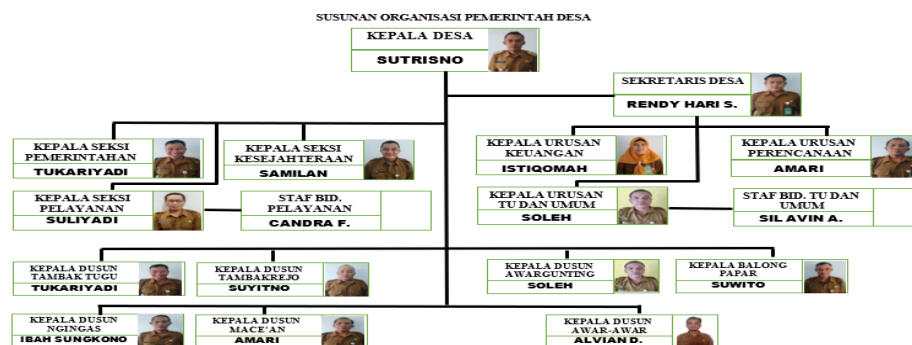 SUSUNAN ORGANISASI PEMERINTAH DESA
KEPALA DESA
SUTRISNO
SEKRETARIS DESA
RENDY HARI S.
KEPALA SEKSI
PEMERINTAHAN
TUKARIYADI
KEPALA SEKSI
KESEJAHTERAAN
SAMILAN
KEPALA URUSAN
KEUANGAN
ISTIQOMAH
KEPALA URUSAN
PERENCANAAN
AMARI
KEPALA SEKSI
PELAYANAN
SULIYADI
STAF BID.
PELAYANAN
CANDRA F.
KEPALA URUSAN
TU DAN UMUM
SOLEH
STAF BID. TU DAN
UMUM
SIL AVIN A.
KEPALA DUSUN
TAMBAK TUGU
TUKARIYADI
KEPALA DUSUN
TAMBAKREJO
SUYITNO
KEPALA DUSUN
AWARGUNTING
SOLEH
KEPALA BALONG
PAPAR
SUWITO
KEPALA DUSUN
NGINGAS
IBAH SUNGKONO
KEPALA DUSUN
MACE'AN
AMARI
KEPALA DUSUN
AWAR-AWAR
ALVIAN D.